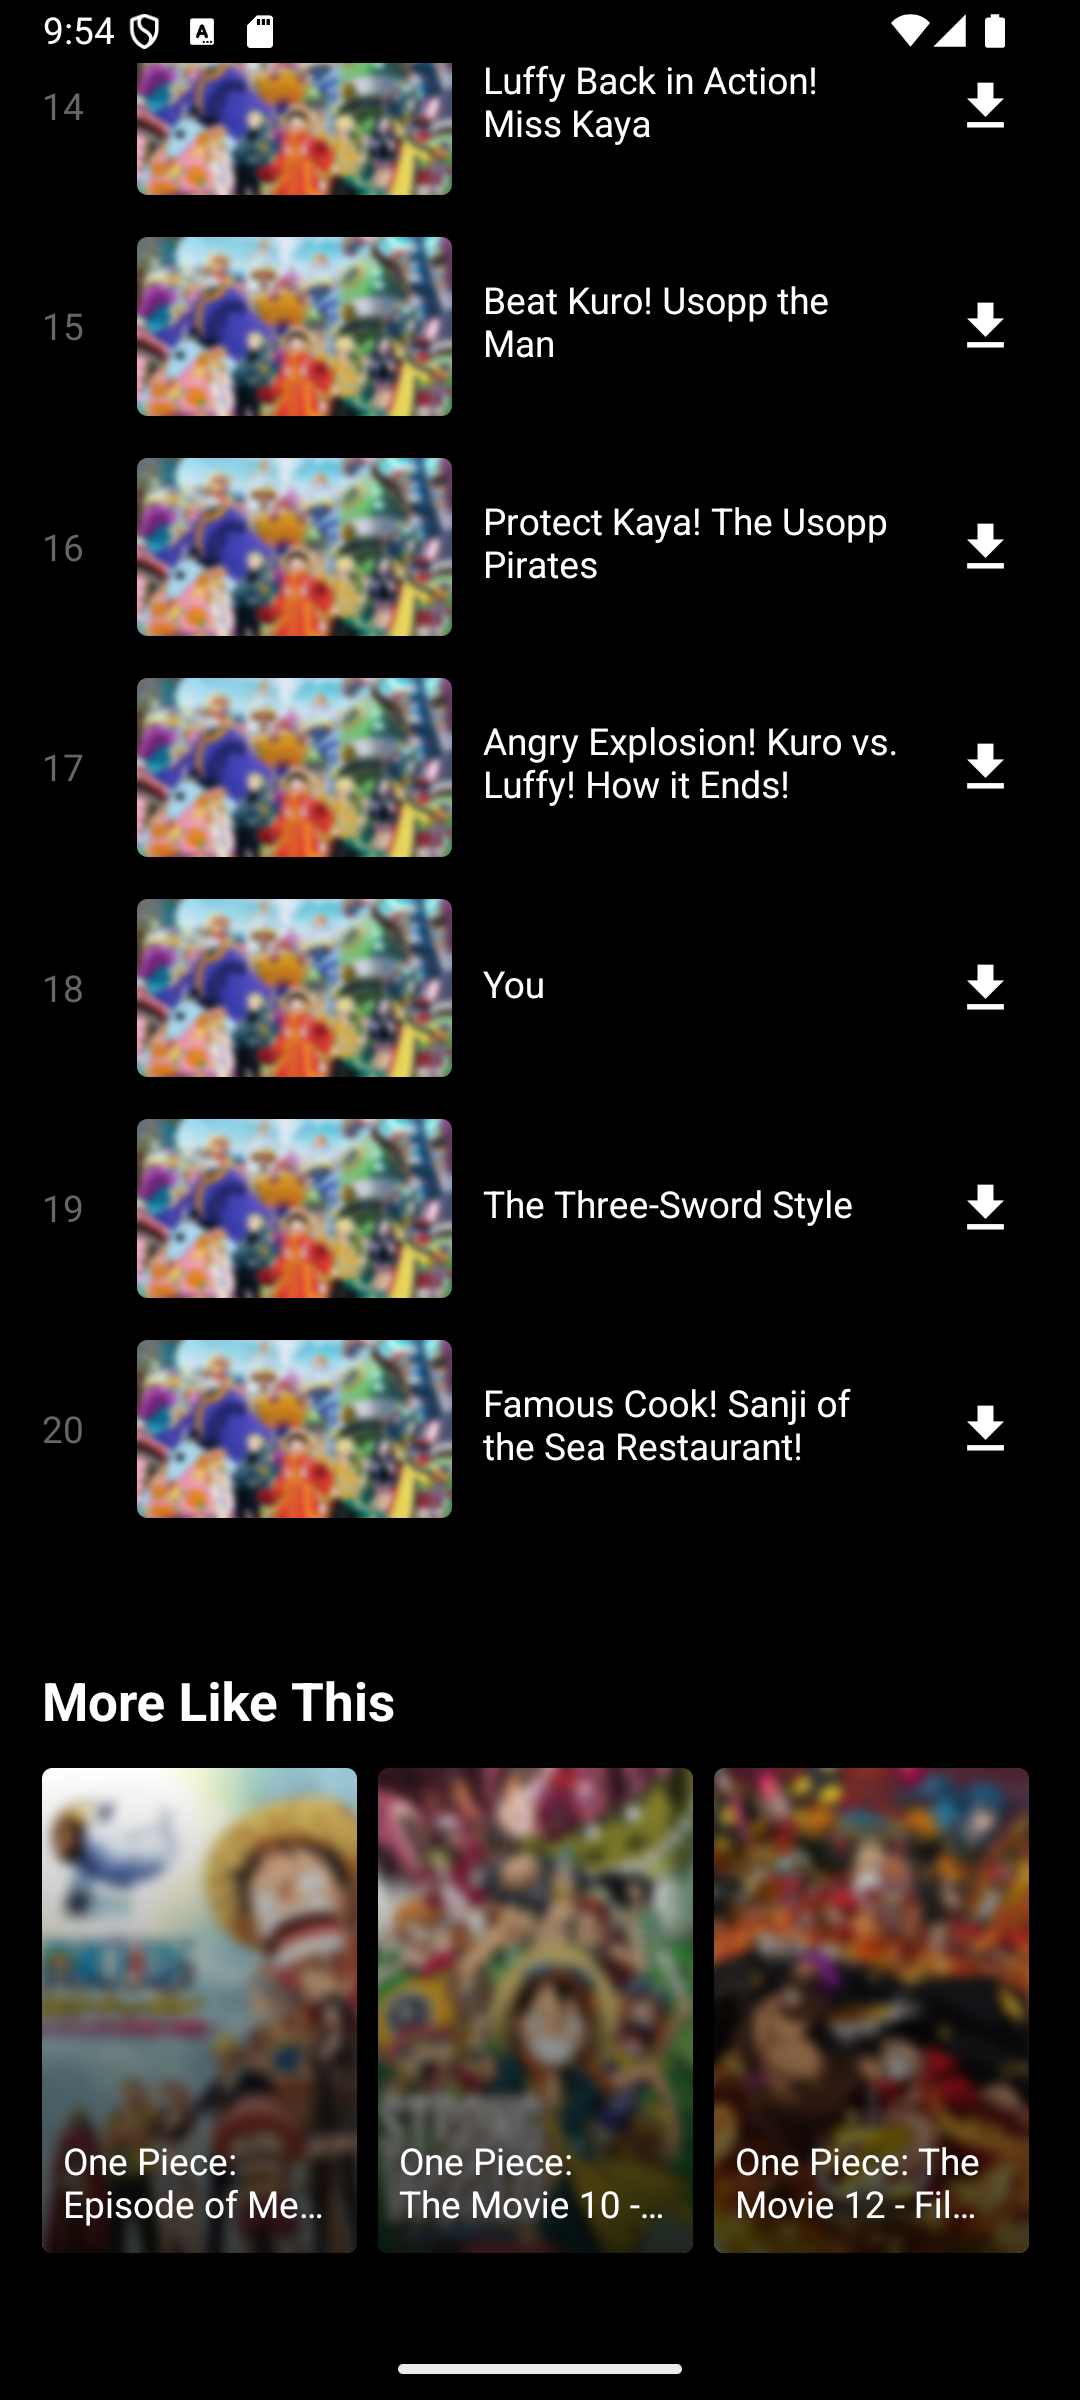 9:54
14
Luffy Back in Action!
Miss Kaya
15
Beat Kuro! Usopp the
Man
16
Protect Kaya! The Usopp
Pirates
17
Angry Explosion! Kuro vs.
Luffy! How it Ends!
18
You
19
The Three-Sword Style
20
Famous Cook! Sanji of
the Sea Restaurant!
More Like This
One Piece:
Episode of Me...
One Piece:
The Movie 10 -...
One Piece: The
Movie 12 - Fil...